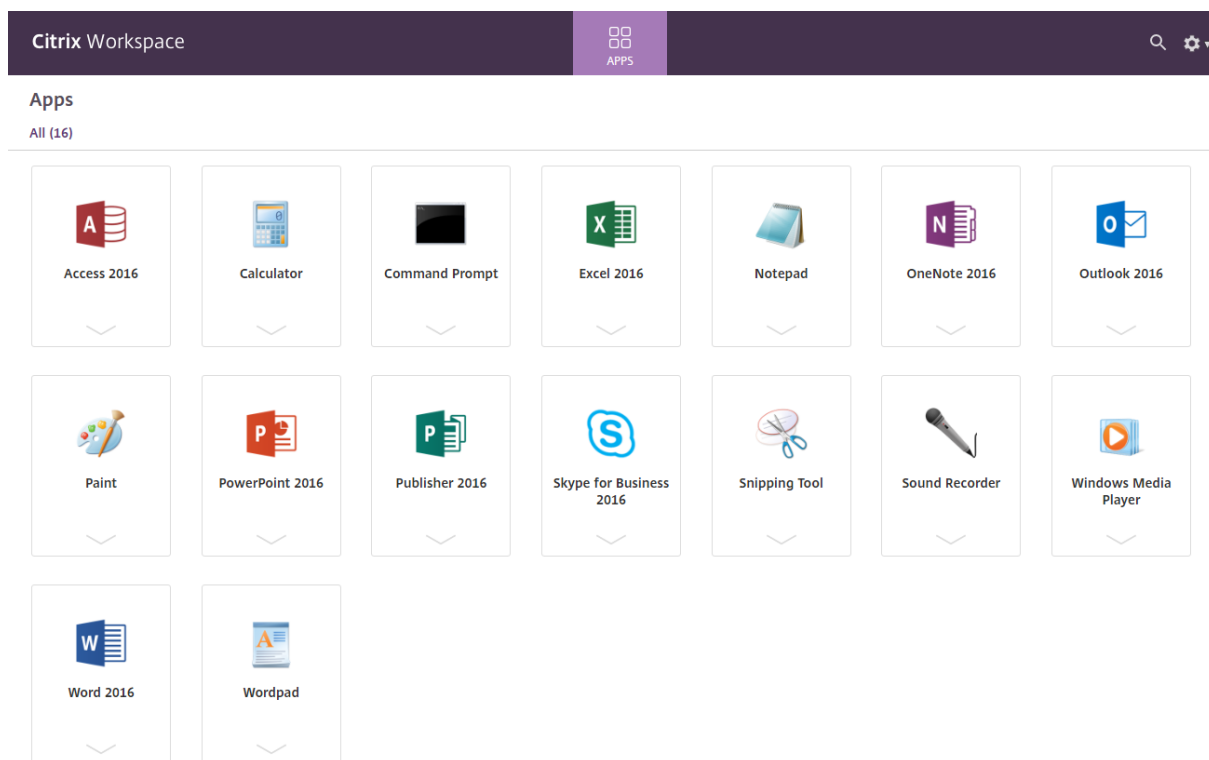 Citrix Workspace
APPS
Apps
All (16)
Access 2016
Calculator
Command Prompt
Excel 2016
Notepad
OneNote 2016
Outlook 2016
Paint
PowerPoint 2016
Publisher 2016
Skype for Business
2016
Snipping Tool
Sound Recorder
Windows Media
Player
Word 2016
Wordpad